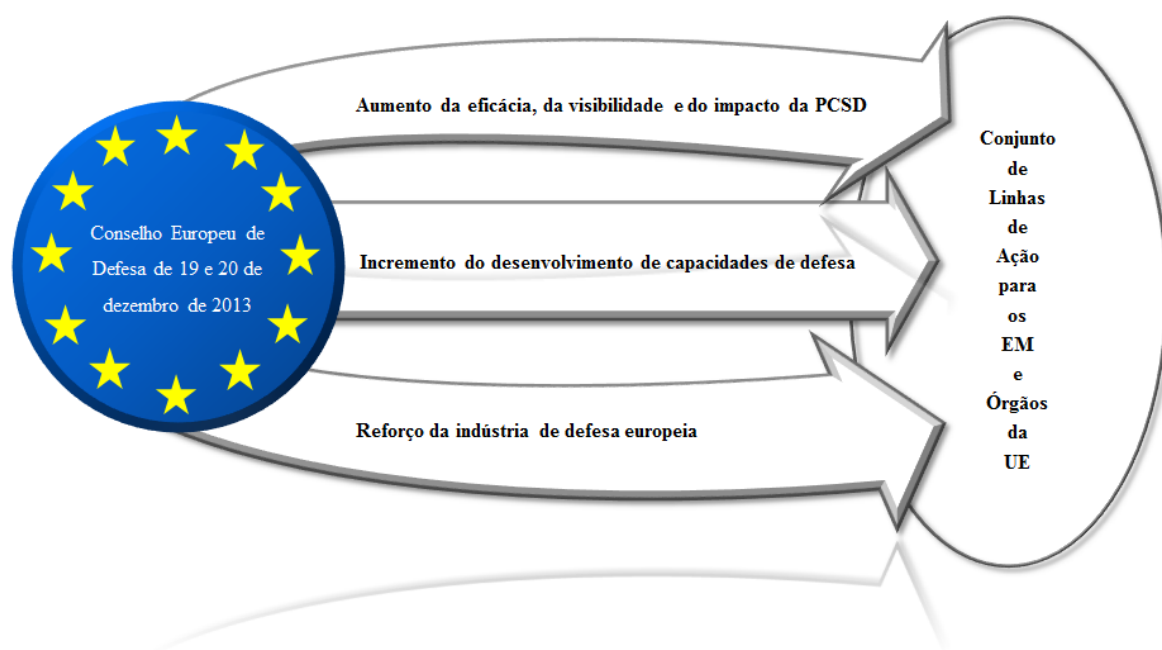 Conselho Europeu de
Defesa de 19 e 20 de
dezembro de 2013
Aumento da eficácia, da visibilidade e do impacto da PCSD
Incremento do desenvolvimento de capacidades de defesa
Reforço da indústria de defesa europeia
Conjunto
de
Linhas
de
Ação
para
os
EM
e
Órgãos
da
UE